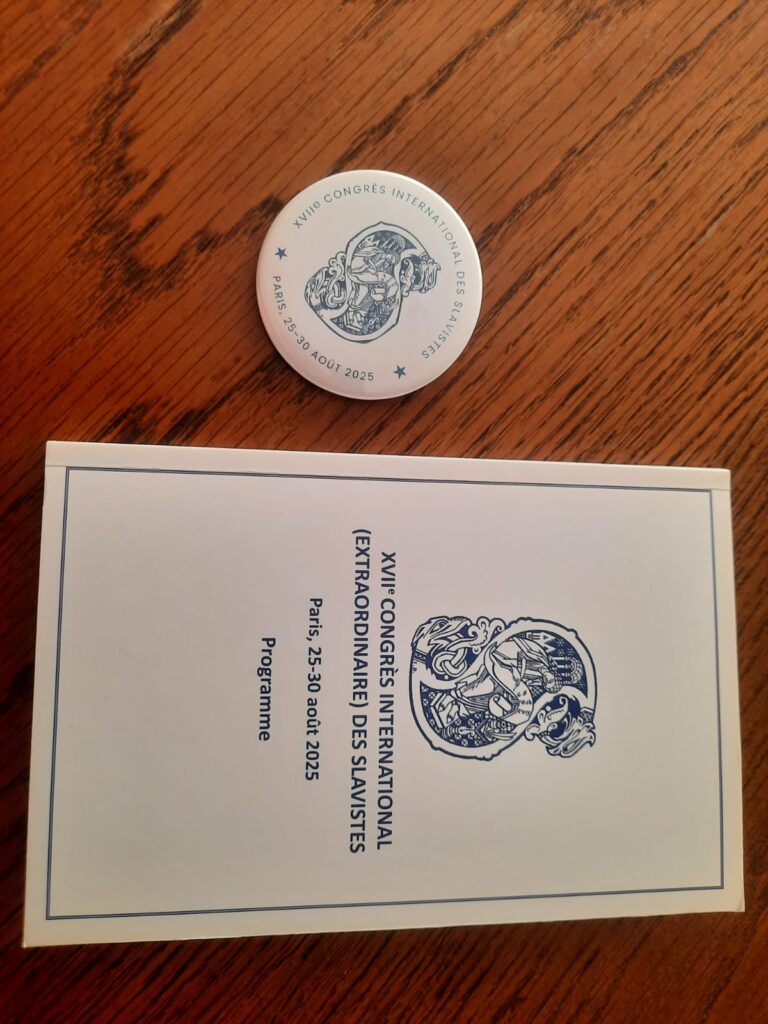 XVIIe CONGRÈS INTERNATIONAL DES SLAVISTES
★ PARIS, 25-30 AOÛT 2025 ★
XVIIᵉ CONGRÈS INTERNATIONAL
(EXTRAORDINAIRE) DES SLAVISTES
Paris, 25-30 août 2025
Programme